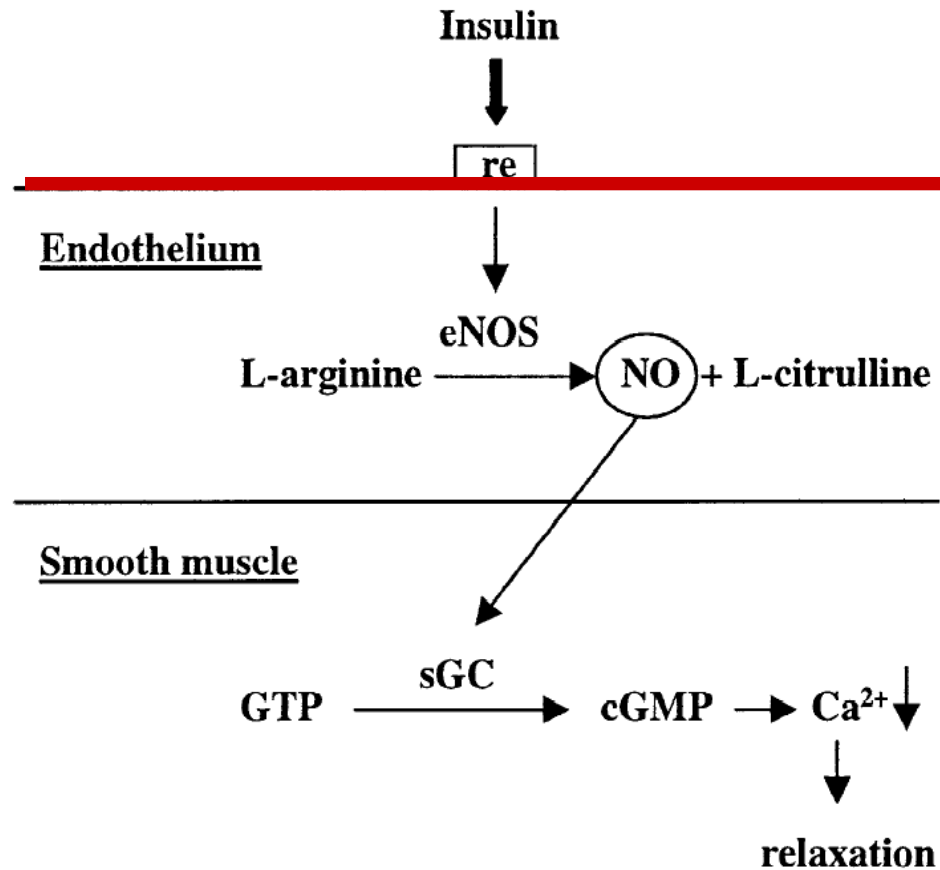 Insulin
re
Endothelium
eNOS
L-arginine NO + L-citrulline
Smooth muscle
sGC
GTP cGMP Ca²⁺
relaxation